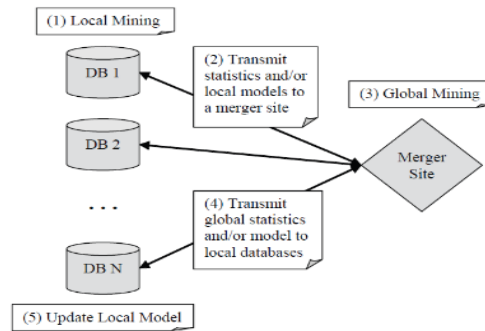 (1) Local Mining
DB 1
(2) Transmit
statistics and/or
local models to
a merger site
(3) Global Mining
DB 2
Merger
Site
...
(4) Transmit
global statistics
and/or model to
local databases
DB N
(5) Update Local Model